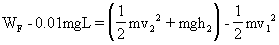 W_F - 0.01mgL = (1/2 mv_2^2 + mgh_2) - 1/2 mv_1^2